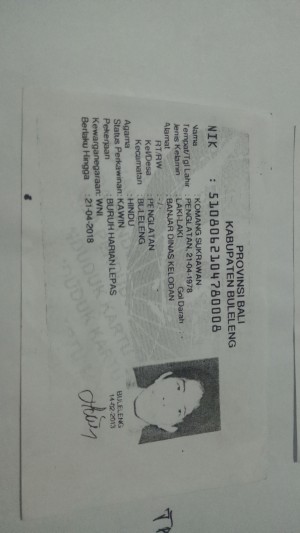 PROVINSI BALI
KABUPATEN BULELENG
NIK : 5108062104780008
Nama : KOMANG SUKRAWAN
Tempat/Tgl Lahir : PENGLATAN, 21-04-1978
Jenis Kelamin : LAKI-LAKI Gol Darah : -
Alamat : BANJAR DINAS KELODAN
RT/RW : -/-
Kel/Desa : PENGLATAN
Kecamatan : BULELENG
Agama : HINDU
Status Perkawinan: KAWIN
Pekerjaan : BURUH HARIAN LEPAS
Kewarganegaraan: WNI
Berlaku Hingga : 21-04-2018
BULELENG
14-02-2013